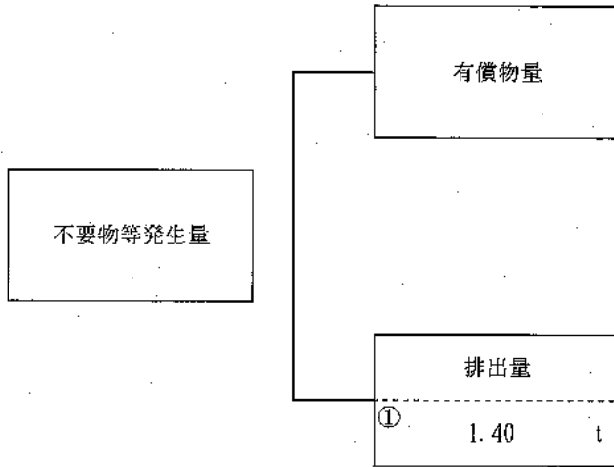 有償物量
不要物等発生量
排出量
①
1.40 t